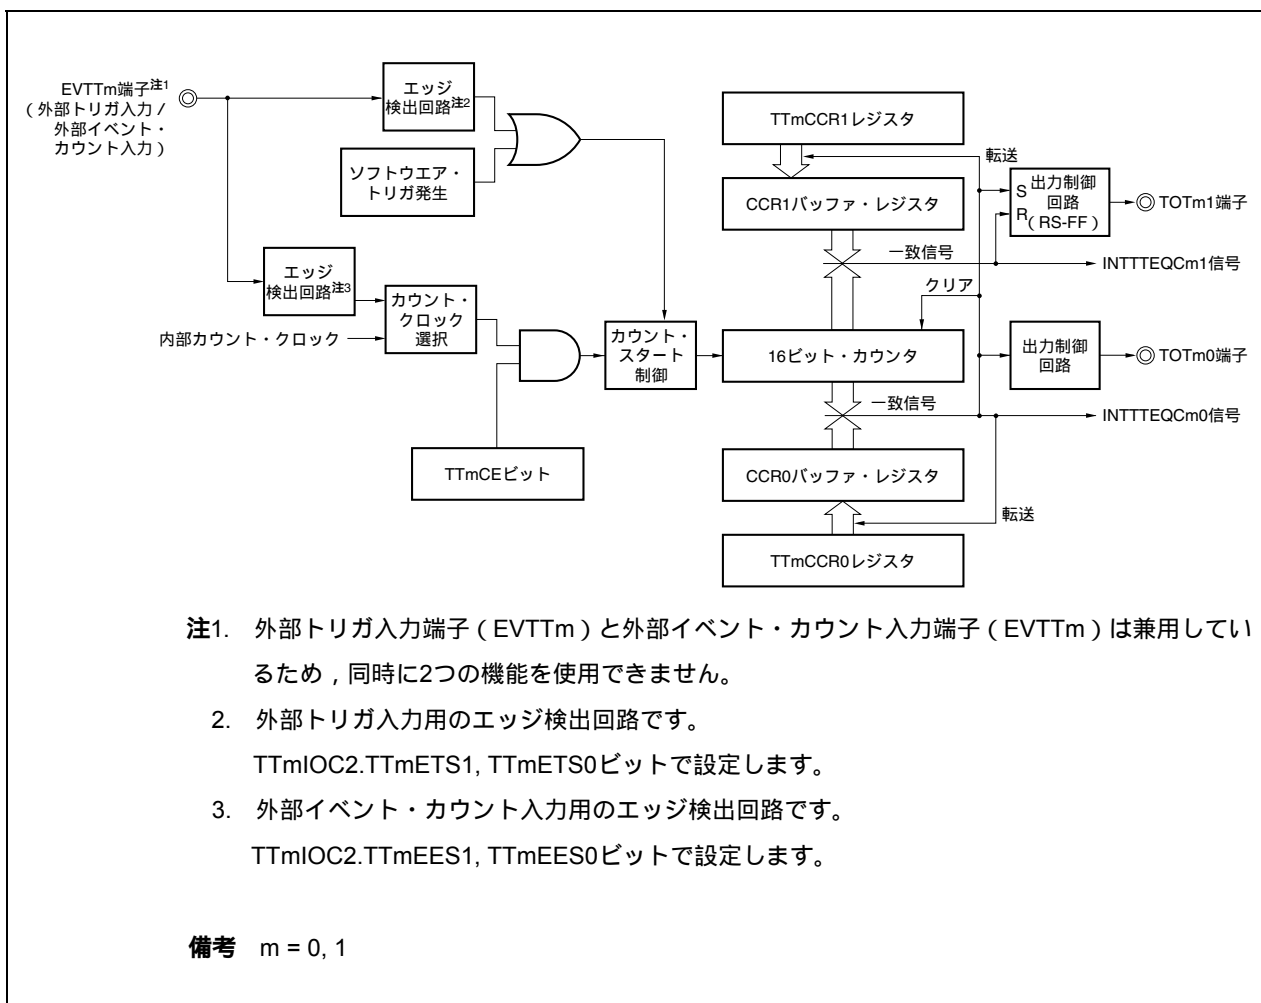 EVTTm端子注1
（外部トリガ入力／
外部イベント・
カウント入力）
エッジ
検出回路注2
ソフトウエア・
トリガ発生
エッジ
検出回路注3
内部カウント・クロック
カウント・
クロック
選択
TTmCEビット
カウント・
スタート
制御
TTmCCR1レジスタ
転送
CCR1バッファ・レジスタ
S
R
出力制御
回路
（RS-FF）
TOTm1端子
一致信号
INTTTEQCm1信号
クリア
16ビット・カウンタ
出力制御
回路
TOTm0端子
一致信号
INTTTEQCm0信号
CCR0バッファ・レジスタ
転送
TTmCCR0レジスタ
注1. 外部トリガ入力端子（EVTTm）と外部イベント・カウント入力端子（EVTTm）は兼用してい
るため，同時に2つの機能を使用できません。
2. 外部トリガ入力用のエッジ検出回路です。
TTmIOC2.TTmETS1, TTmETS0ビットで設定します。
3. 外部イベント・カウント入力用のエッジ検出回路です。
TTmIOC2.TTmEES1, TTmEES0ビットで設定します。
備考 m = 0, 1